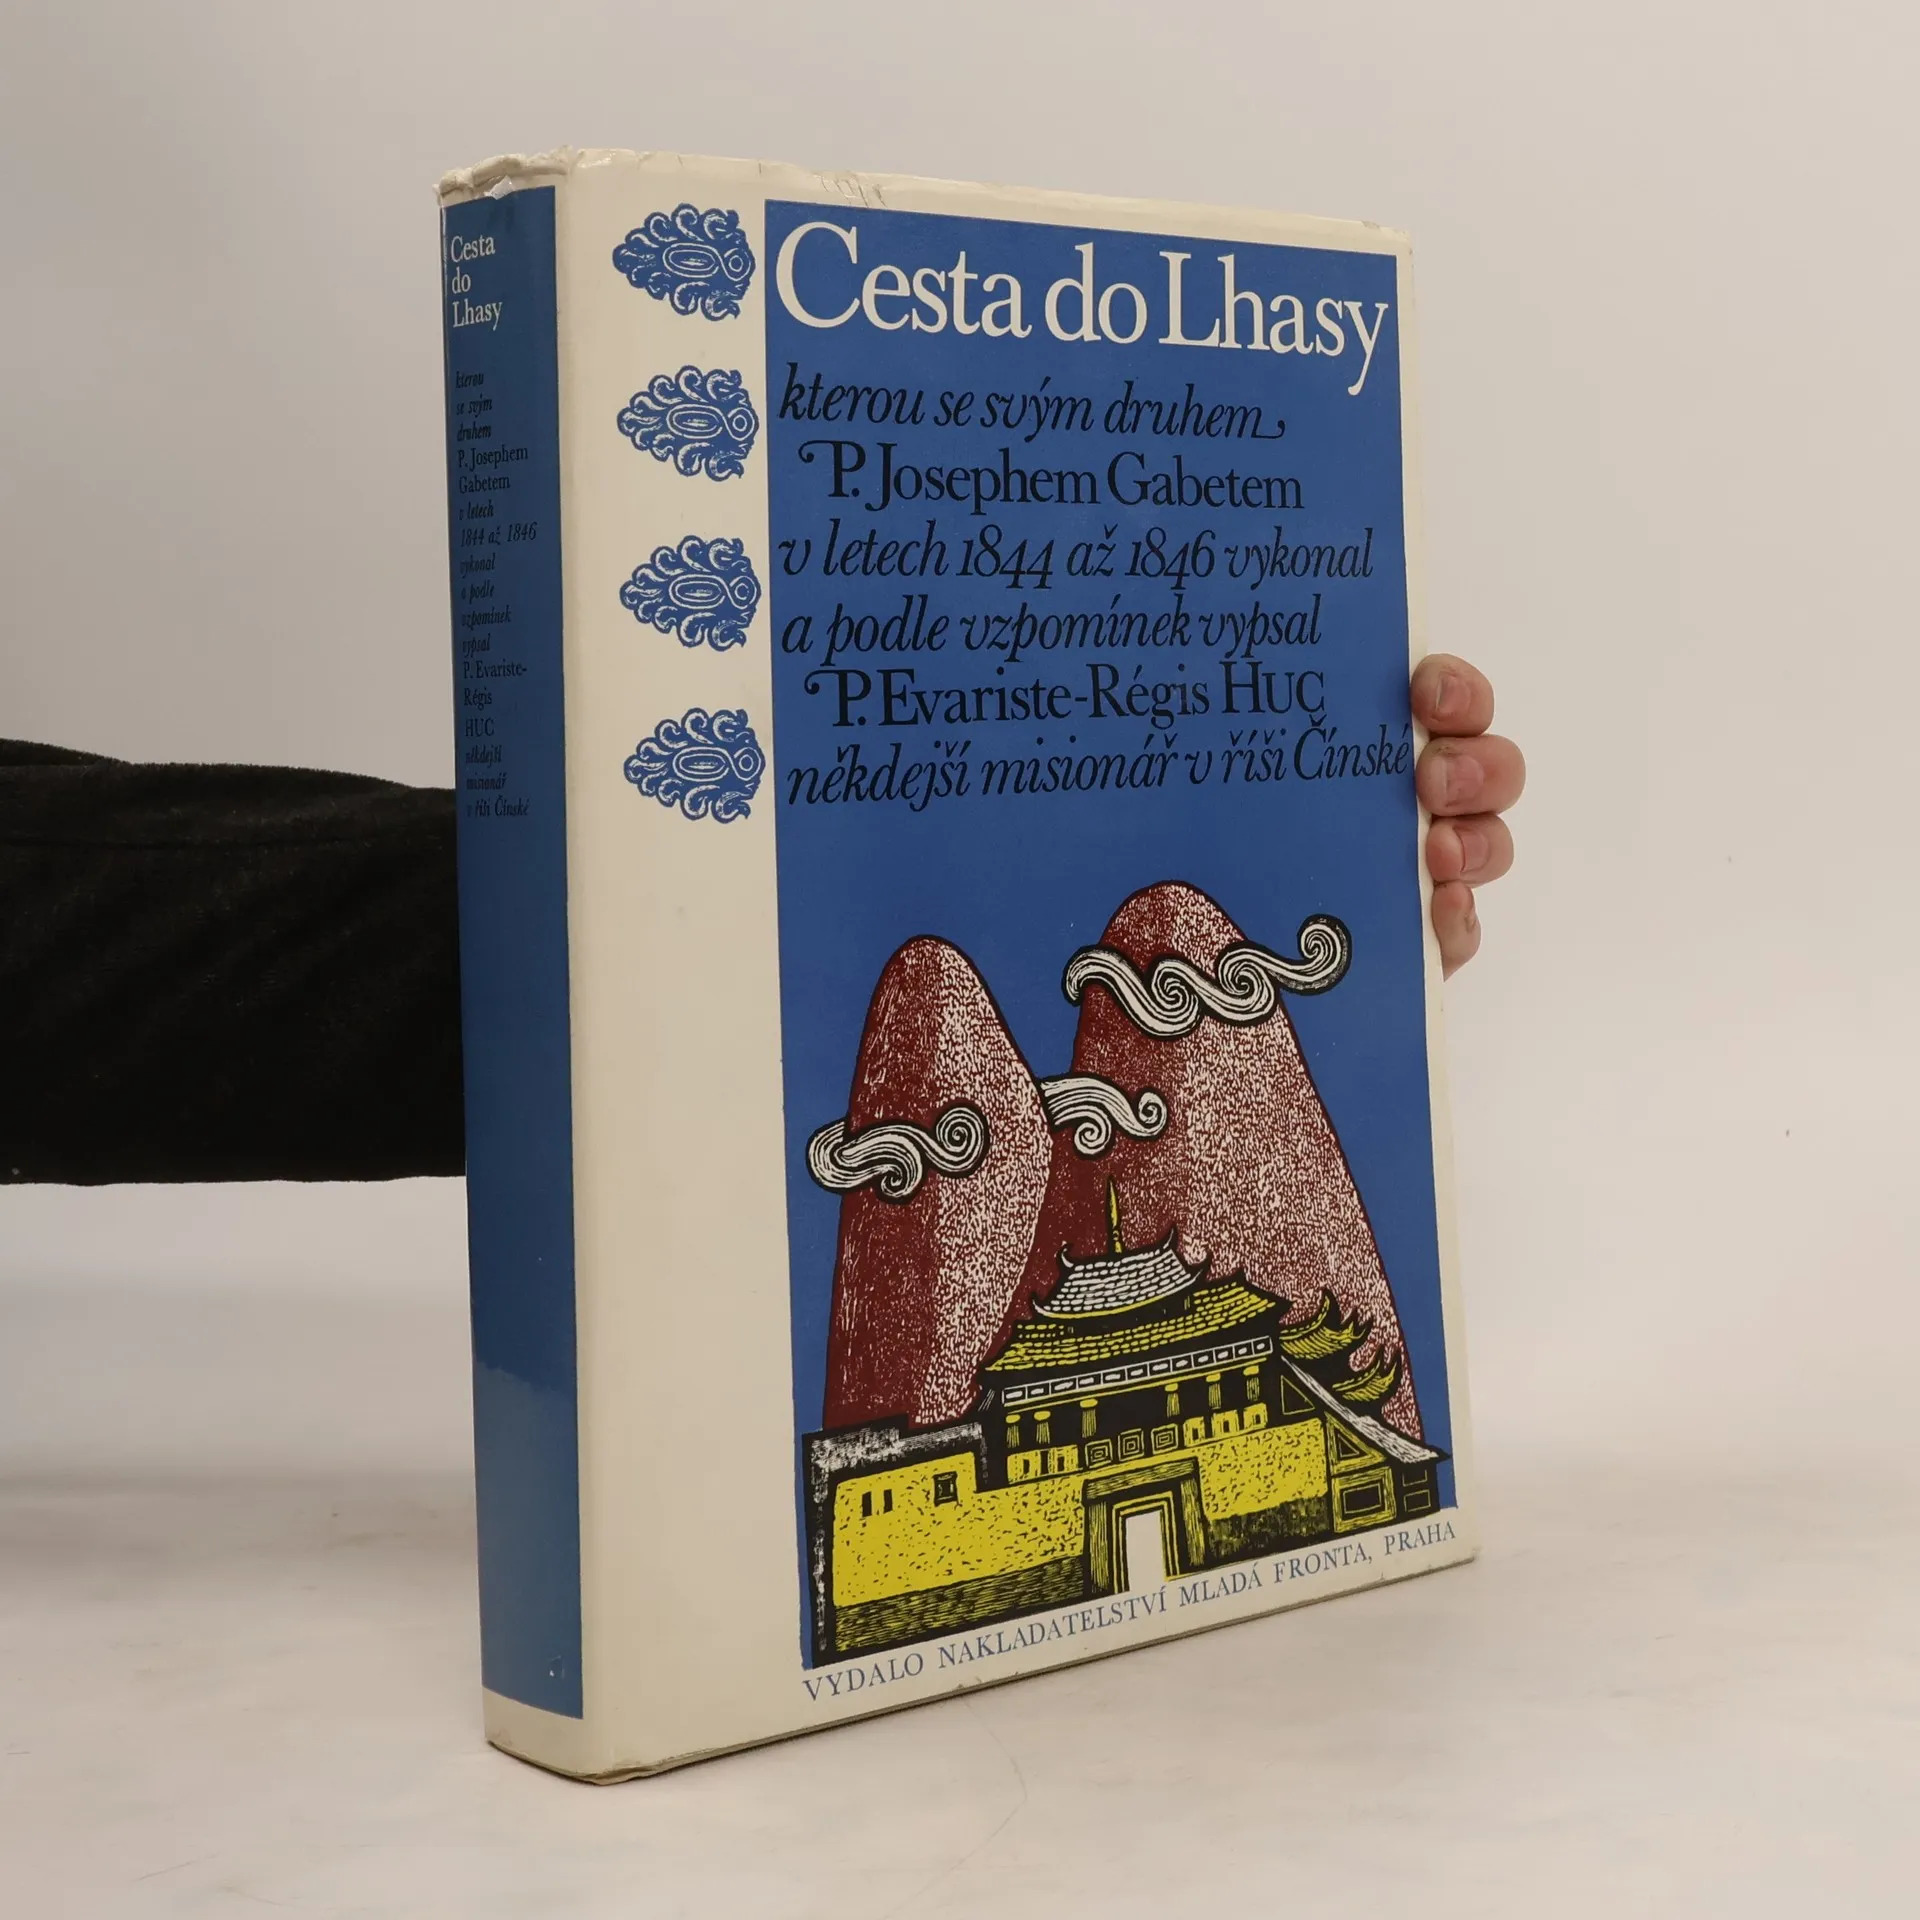 Cesta
do
Lhasy
kterou
se svým
druhem
P. Josephem
Gabetem
v letech
1844 až 1846
vykonal
a podle
vzpomínek
vypsal
P. Evariste-
Régis
HUC
někdejší
misionář
v říši Čínské
Cesta do Lhasy
kterou se svým druhem
P. Josephem Gabetem
v letech 1844 až 1846 vykonal
a podle vzpomínek vypsal
P. Evariste-Régis HUC
někdejší misionář v říši Čínské
VYDALO NAKLADATELSTVÍ MLADÁ FRONTA, PRAHA